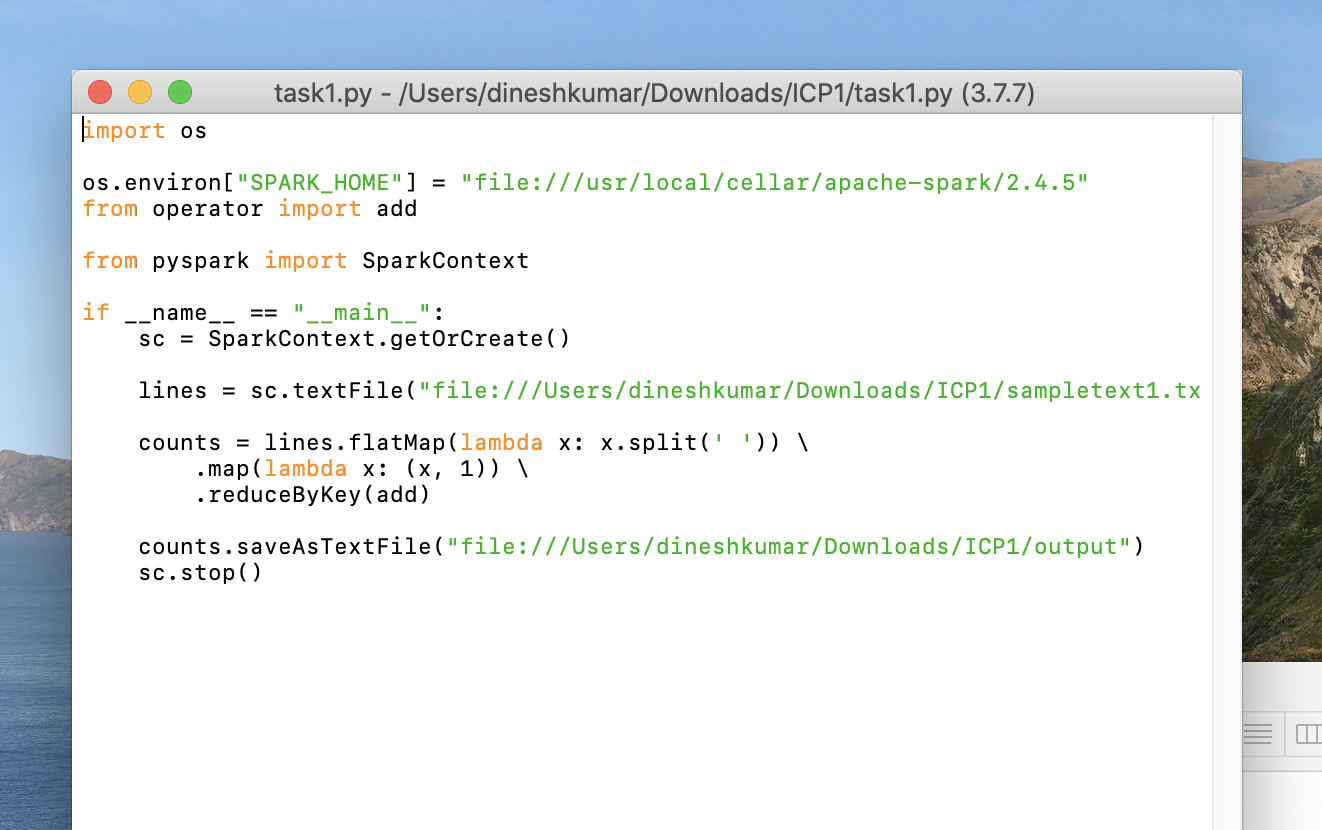 task1.py - /Users/dineshkumar/Downloads/ICP1/task1.py (3.7.7)
import os
os.environ["SPARK_HOME"] = "file:///usr/local/cellar/apache-spark/2.4.5"
from operator import add
from pyspark import SparkContext
if __name__ == "__main__":
    sc = SparkContext.getOrCreate()
    lines = sc.textFile("file:///Users/dineshkumar/Downloads/ICP1/sampletext1.tx
    counts = lines.flatMap(lambda x: x.split(' ')) \
        .map(lambda x: (x, 1)) \
        .reduceByKey(add)
    counts.saveAsTextFile("file:///Users/dineshkumar/Downloads/ICP1/output")
    sc.stop()